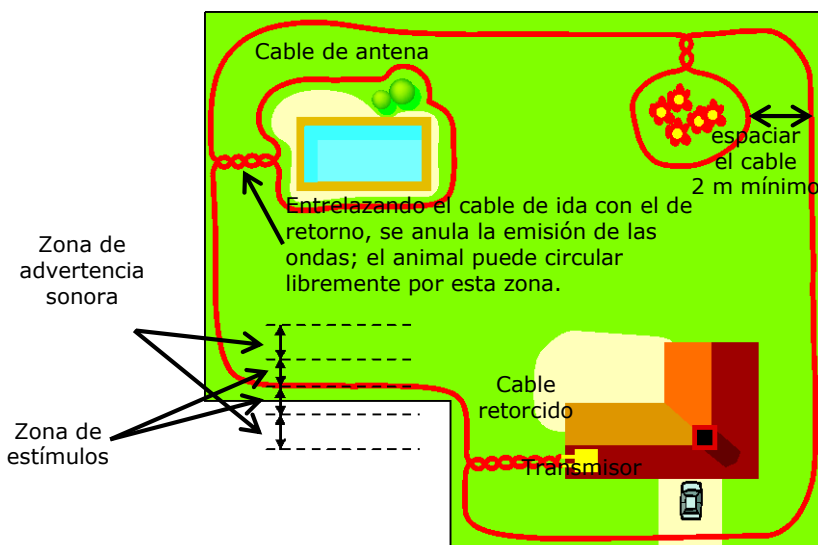 Cable de antena
espaciar
el cable
2 m mínimo
Entrelazando el cable de ida con el de
retorno, se anula la emisión de las
ondas; el animal puede circular
libremente por esta zona.
Zona de
advertencia
sonora
Cable
retorcido
Zona de
estímulos
Transmisor